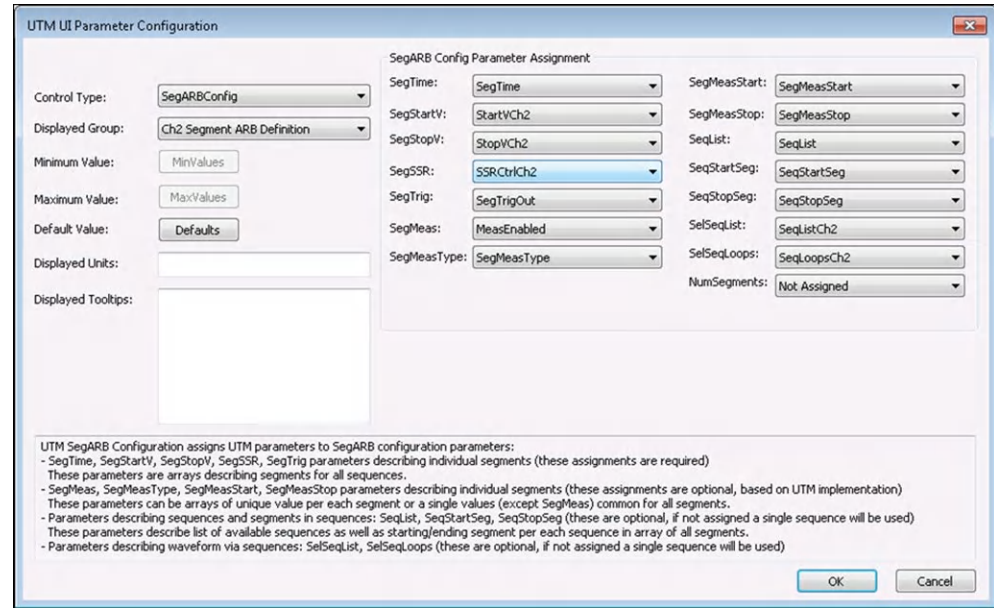 UTM UI Parameter Configuration
SegARB Config Parameter Assignment
Control Type: SegARBConfig
Displayed Group: Ch2 Segment ARB Definition
Minimum Value: MinValues
Maximum Value: MaxValues
Default Value: Defaults
Displayed Units:
Displayed Tooltips:
SegTime: SegTime
SegStartV: StartVCh2
SegStopV: StopVCh2
SegSSR: SSRCtrlCh2
SegTrig: SegTrigOut
SegMeas: MeasEnabled
SegMeasType: SegMeasType
SegMeasStart: SegMeasStart
SegMeasStop: SegMeasStop
SeqList: SeqList
SeqStartSeg: SeqStartSeg
SeqStopSeg: SeqStopSeg
SelSeqList: SeqListCh2
SelSeqLoops: SeqLoopsCh2
NumSegments: Not Assigned
UTM SegARB Configuration assigns UTM parameters to SegARB configuration parameters:
- SegTime, SegStartV, SegStopV, SegSSR, SegTrig parameters describing individual segments (these assignments are required)
These parameters are arrays describing segments for all sequences.
- SegMeas, SegMeasType, SegMeasStart, SegMeasStop parameters describing individual segments (these assignments are optional, based on UTM implementation)
These parameters can be arrays of unique value per each segment or a single values (except SegMeas) common for all segments.
- Parameters describing sequences and segments in sequences: SeqList, SeqStartSeg, SeqStopSeg (these are optional, if not assigned a single sequence will be used)
These parameters describe list of available sequences as well as starting/ending segment per each sequence in array of all segments.
- Parameters describing waveform via sequences: SelSeqList, SelSeqLoops (these are optional, if not assigned a single sequence will be used)
OK
Cancel